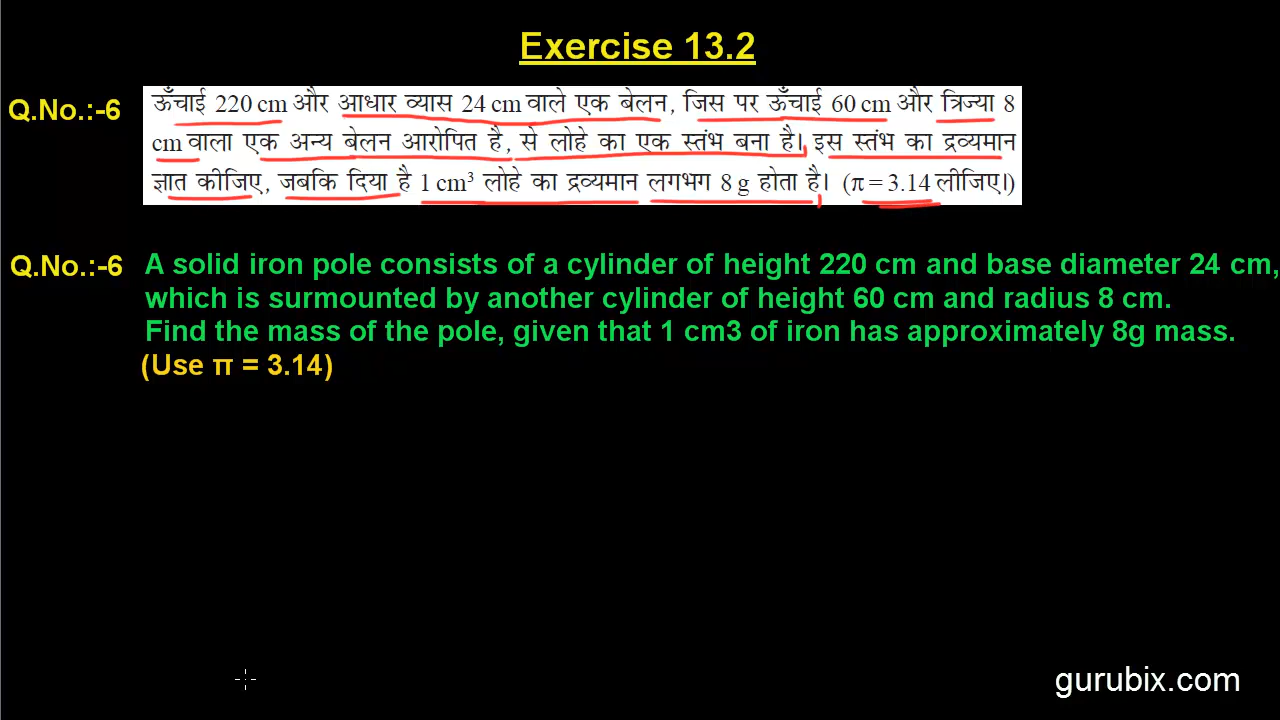 Exercise 13.2
Q.No.:-6
ऊँचाई 220 cm और आधार व्यास 24 cm वाले एक बेलन, जिस पर ऊँचाई 60 cm और त्रिज्या 8
cm वाला एक अन्य बेलन आरोपित है, से लोहे का एक स्तंभ बना है। इस स्तंभ का द्रव्यमान
ज्ञात कीजिए, जबकि दिया है 1 cm³ लोहे का द्रव्यमान लगभग 8 g होता है। (π = 3.14 लीजिए।)
Q.No.:-6
A solid iron pole consists of a cylinder of height 220 cm and base diameter 24 cm,
which is surmounted by another cylinder of height 60 cm and radius 8 cm.
Find the mass of the pole, given that 1 cm3 of iron has approximately 8g mass.
(Use π = 3.14)
gurubix.com